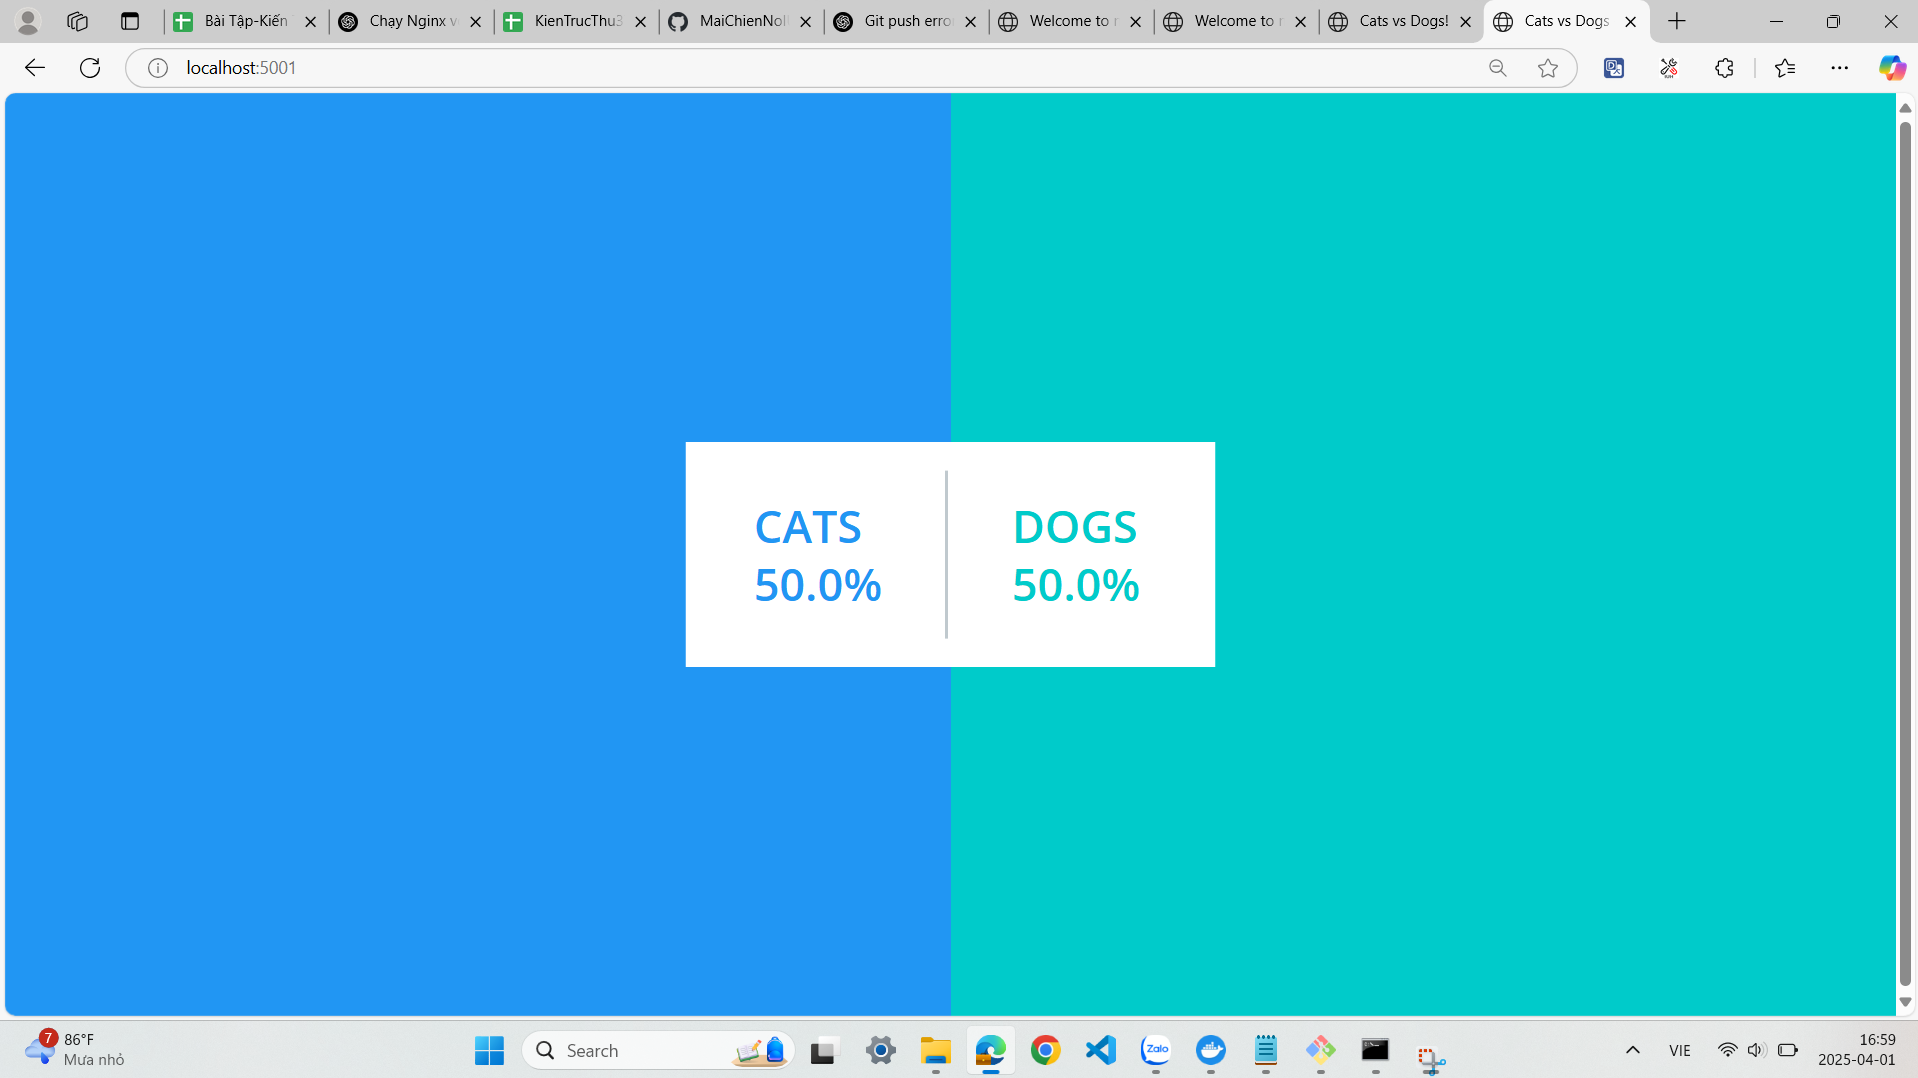 Bài Tập-Kiến
Chạy Nginx v
KienTrucThu3
MaiChienNol
Git push erro
Welcome to r
Welcome to r
Cats vs Dogs!
Cats vs Dogs
localhost:5001
CATS
50.0%
DOGS
50.0%
7
86°F
Mưa nhỏ
Search
Zalo
VIE
16:59
2025-04-01